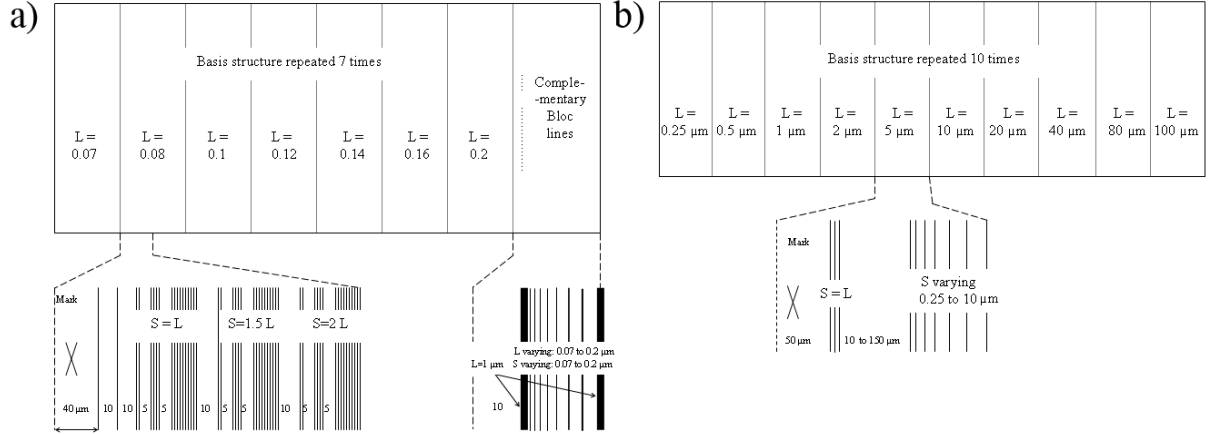 a)
Basis structure repeated 7 times
Comple-
-mentary
Bloc
lines
L =
0.07
L =
0.08
L =
0.1
L =
0.12
L =
0.14
L =
0.16
L =
0.2
Mark
S = L
S=1.5 L
S=2 L
40 μm
10
10
5
5
10
5
5
10
5
5
L varying: 0.07 to 0.2 μm
S varying: 0.07 to 0.2 μm
L=1 μm
10
b)
Basis structure repeated 10 times
L =
0.25 μm
L =
0.5 μm
L =
1 μm
L =
2 μm
L =
5 μm
L =
10 μm
L =
20 μm
L =
40 μm
L =
80 μm
L =
100 μm
Mark
S = L
S varying
0.25 to 10 μm
50 μm
10 to 150 μm